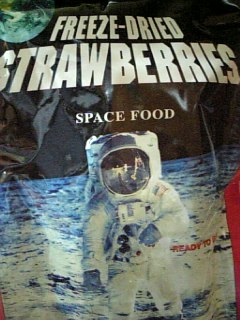 FREEZE-DRIED
STRAWBERRIES
SPACE FOOD
READY TO